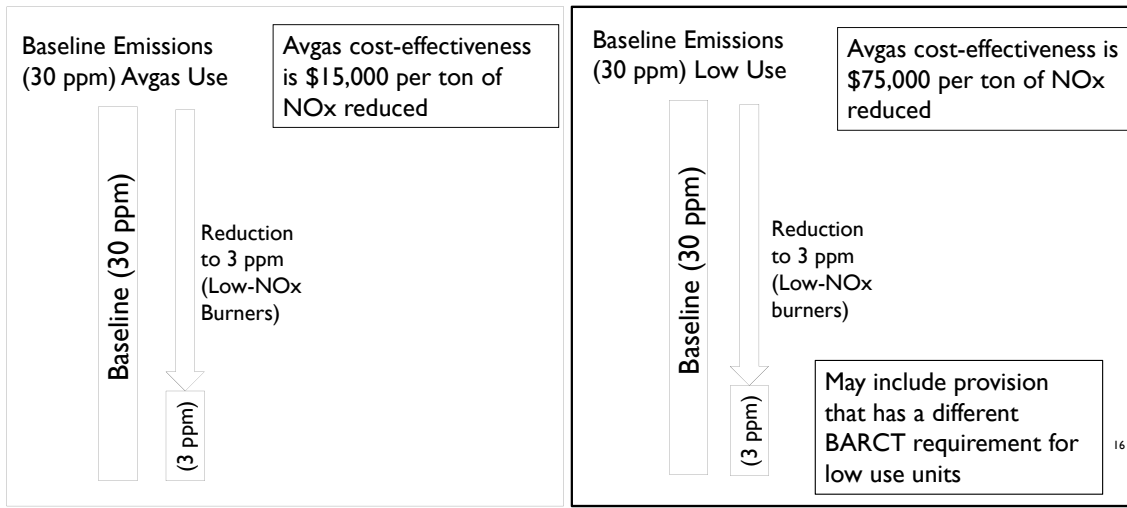 Baseline Emissions
(30 ppm) Avgas Use
Avgas cost-effectiveness
is $15,000 per ton of
NOx reduced
Baseline (30 ppm)
Reduction
to 3 ppm
(Low-NOx
Burners)
(3 ppm)
Baseline Emissions
(30 ppm) Low Use
Avgas cost-effectiveness is
$75,000 per ton of NOx
reduced
Baseline (30 ppm)
Reduction
to 3 ppm
(Low-NOx
burners)
(3 ppm)
May include provision
that has a different
BARCT requirement for
low use units
16